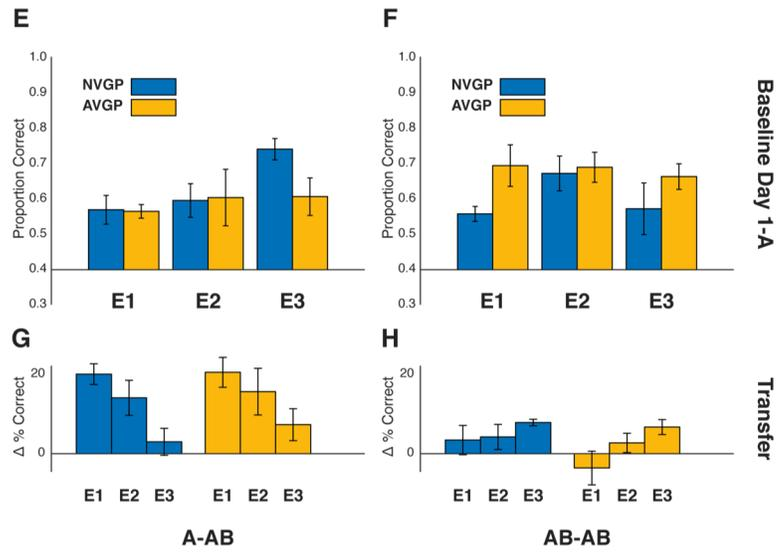 E
F
1.0
0.9
0.8
0.7
0.6
0.5
0.4
0.3
Proportion Correct
NVGP
AVGP
E1 E2 E3
1.0
0.9
0.8
0.7
0.6
0.5
0.4
0.3
Proportion Correct
NVGP
AVGP
E1 E2 E3
Baseline Day 1-A
G
H
20
0
Δ % Correct
E1 E2 E3 E1 E2 E3
A-AB
20
0
Δ % Correct
E1 E2 E3 E1 E2 E3
AB-AB
Transfer